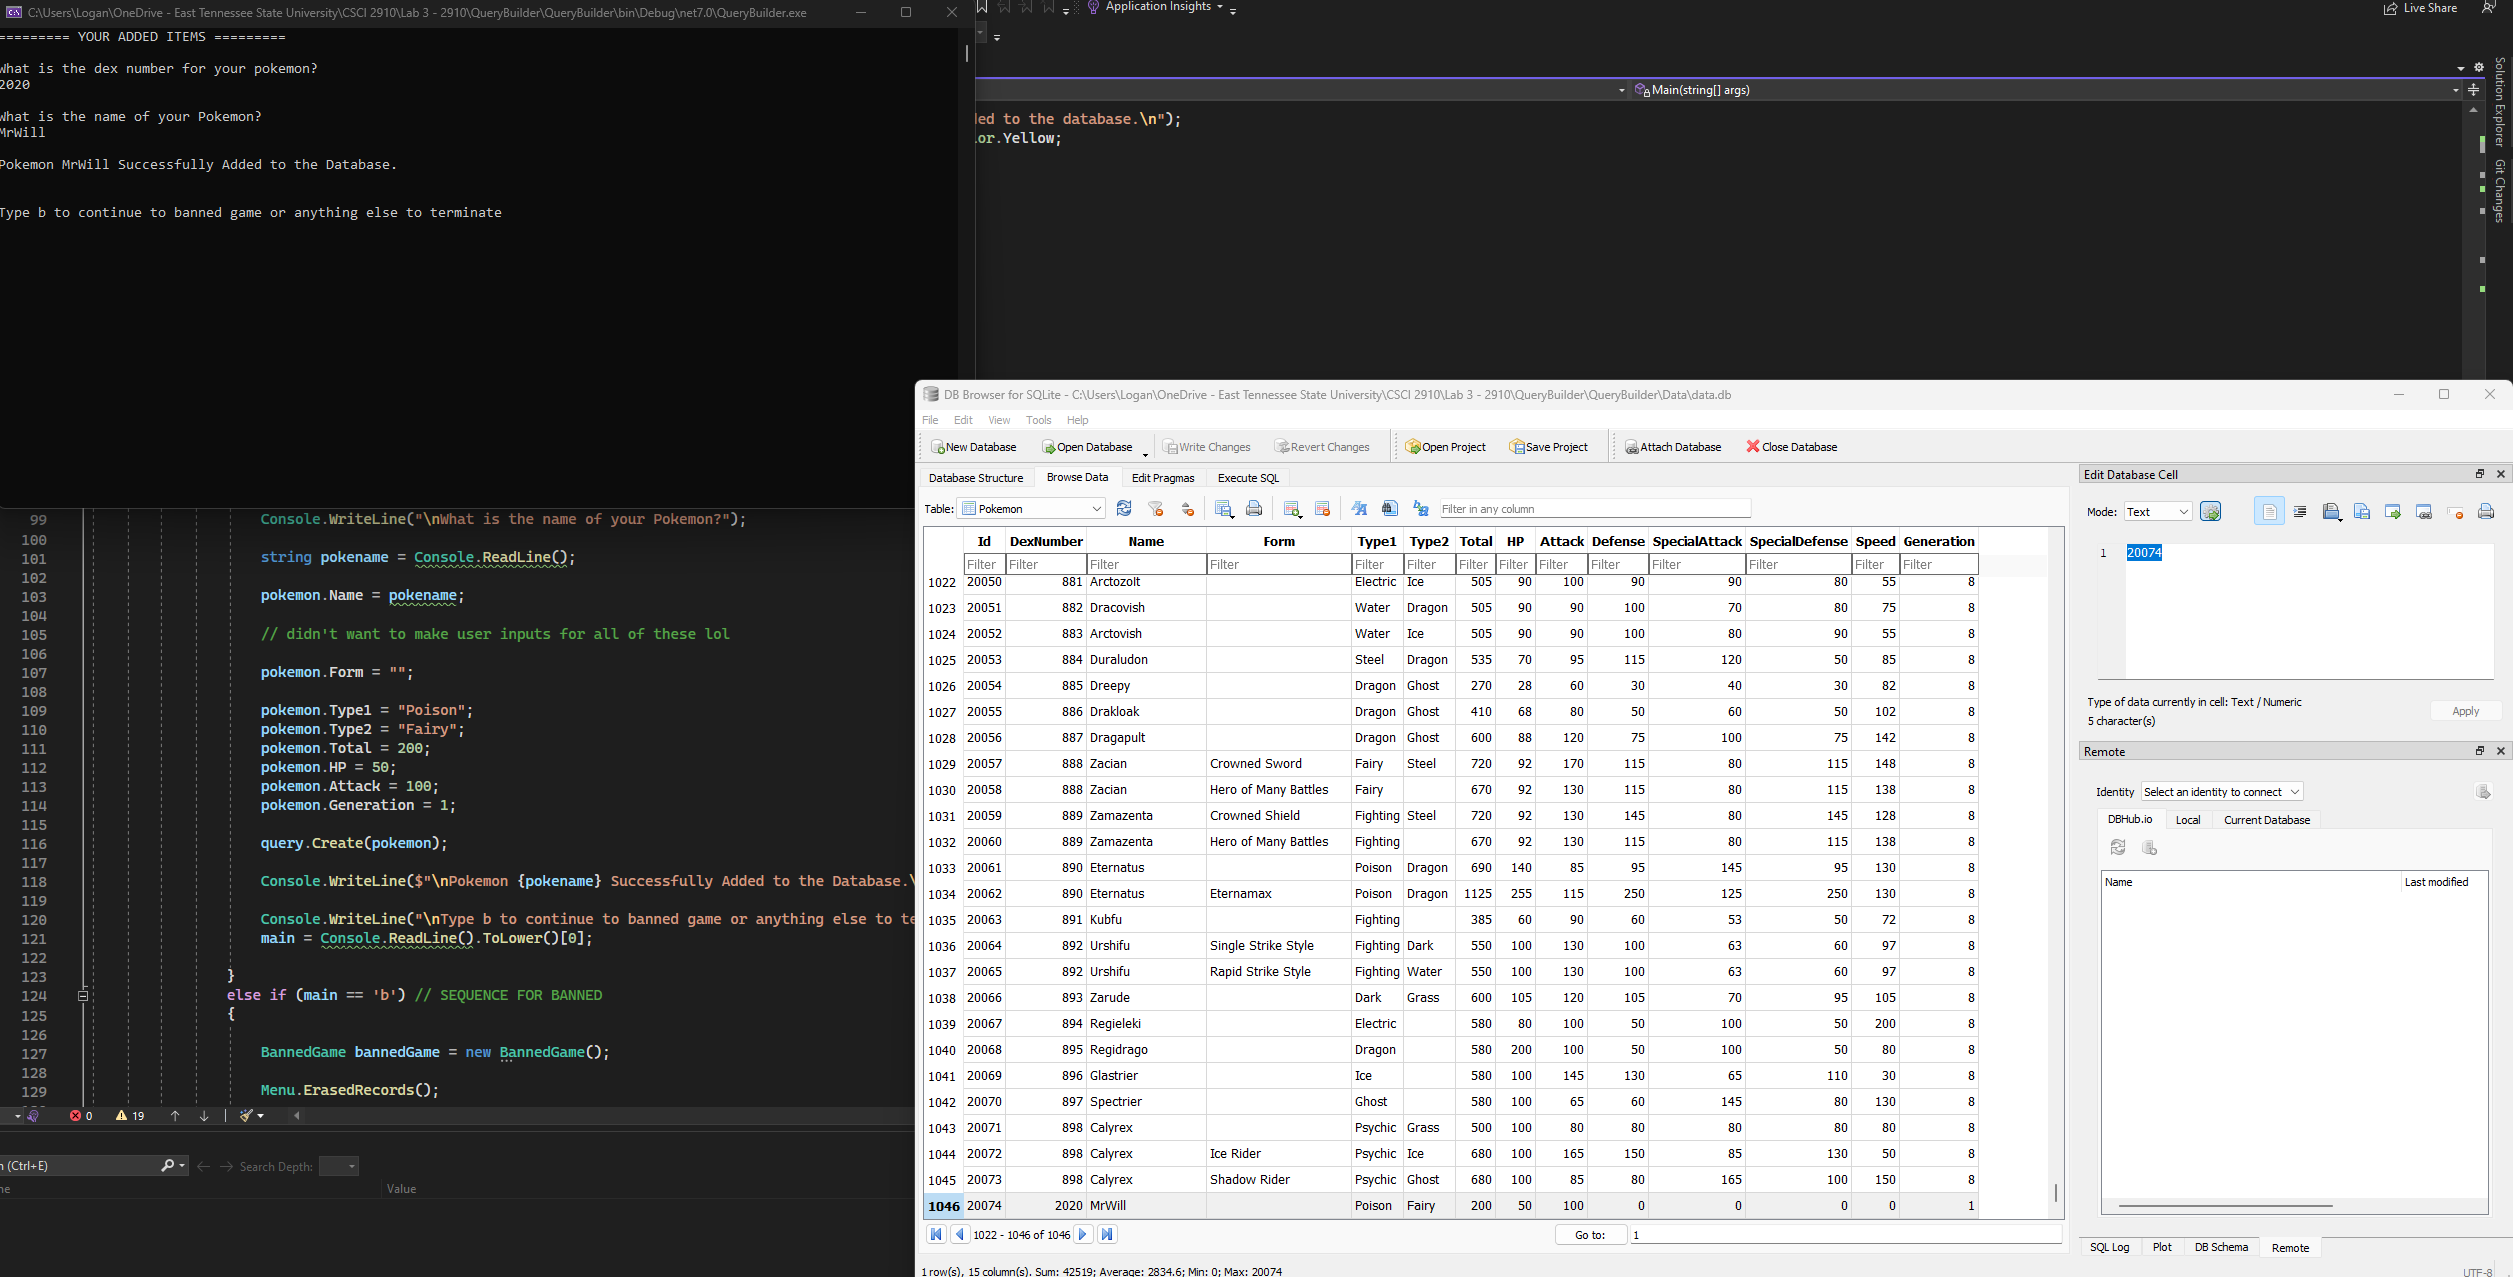 C:\Users\Logan\OneDrive - East Tennessee State University\CSCI 2910\Lab 3 - 2910\QueryBuilder\QueryBuilder\bin\Debug\net7.0\QueryBuilder.exe
========= YOUR ADDED ITEMS =========
What is the dex number for your pokemon?
2020
What is the name of your Pokemon?
MrWill
Pokemon MrWill Successfully Added to the Database.
Type b to continue to banned game or anything else to terminate
Application Insights
Live Share
Main(string[] args)
ded to the database.\n");
lor.Yellow;
Solution Explorer
Git Changes
99 Console.WriteLine("\nWhat is the name of your Pokemon?");
100
101 string pokename = Console.ReadLine();
102
103 pokemon.Name = pokename;
104
105 // didn't want to make user inputs for all of these lol
106
107 pokemon.Form = "";
108
109 pokemon.Type1 = "Poison";
110 pokemon.Type2 = "Fairy";
111 pokemon.Total = 200;
112 pokemon.HP = 50;
113 pokemon.Attack = 100;
114 pokemon.Generation = 1;
115
116 query.Create(pokemon);
117
118 Console.WriteLine($"\nPokemon {pokename} Successfully Added to the Database.\
119
120 Console.WriteLine("\nType b to continue to banned game or anything else to te
121 main = Console.ReadLine().ToLower()[0];
122
123 }
124 else if (main == 'b') // SEQUENCE FOR BANNED
125 {
126
127 BannedGame bannedGame = new BannedGame();
128
129 Menu.ErasedRecords();
0 19
(Ctrl+E) Search Depth:
Value
DB Browser for SQLite - C:\Users\Logan\OneDrive - East Tennessee State University\CSCI 2910\Lab 3 - 2910\QueryBuilder\QueryBuilder\Data\data.db
File Edit View Tools Help
New Database Open Database Write Changes Revert Changes Open Project Save Project Attach Database Close Database
Database Structure Browse Data Edit Pragmas Execute SQL
Table: Pokemon Filter in any column
Id DexNumber Name Form Type1 Type2 Total HP Attack Defense SpecialAttack SpecialDefense Speed Generation
Filter Filter Filter Filter Filter Filter Filter Filter Filter Filter Filter Filter Filter Filter
1022 20050 881 Arctozolt Electric Ice 505 90 100 90 90 80 55 8
1023 20051 882 Dracovish Water Dragon 505 90 90 100 70 80 75 8
1024 20052 883 Arctovish Water Ice 505 90 90 100 80 90 55 8
1025 20053 884 Duraludon Steel Dragon 535 70 95 115 120 50 85 8
1026 20054 885 Dreepy Dragon Ghost 270 28 60 30 40 30 82 8
1027 20055 886 Drakloak Dragon Ghost 410 68 80 50 60 50 102 8
1028 20056 887 Dragapult Dragon Ghost 600 88 120 75 100 75 142 8
1029 20057 888 Zacian Crowned Sword Fairy Steel 720 92 170 115 80 115 148 8
1030 20058 888 Zacian Hero of Many Battles Fairy 670 92 130 115 80 115 138 8
1031 20059 889 Zamazenta Crowned Shield Fighting Steel 720 92 130 145 80 145 128 8
1032 20060 889 Zamazenta Hero of Many Battles Fighting 670 92 130 115 80 115 138 8
1033 20061 890 Eternatus Poison Dragon 690 140 85 95 145 95 130 8
1034 20062 890 Eternatus Eternamax Poison Dragon 1125 255 115 250 125 250 130 8
1035 20063 891 Kubfu Fighting 385 60 90 60 53 50 72 8
1036 20064 892 Urshifu Single Strike Style Fighting Dark 550 100 130 100 63 60 97 8
1037 20065 892 Urshifu Rapid Strike Style Fighting Water 550 100 130 100 63 60 97 8
1038 20066 893 Zarude Dark Grass 600 105 120 105 70 95 105 8
1039 20067 894 Regieleki Electric 580 80 100 50 100 50 200 8
1040 20068 895 Regidrago Dragon 580 200 100 50 100 50 80 8
1041 20069 896 Glastrier Ice 580 100 145 130 65 110 30 8
1042 20070 897 Spectrier Ghost 580 100 65 60 145 80 130 8
1043 20071 898 Calyrex Psychic Grass 500 100 80 80 80 80 80 8
1044 20072 898 Calyrex Ice Rider Psychic Ice 680 100 165 150 85 130 50 8
1045 20073 898 Calyrex Shadow Rider Psychic Ghost 680 100 85 80 165 100 150 8
1046 20074 2020 MrWill Poison Fairy 200 50 100 0 0 0 0 1
1022 - 1046 of 1046 Go to: 1
1 row(s), 15 column(s). Sum: 42519; Average: 2834.6; Min: 0; Max: 20074
Edit Database Cell
Mode: Text
1 20074
Type of data currently in cell: Text / Numeric
5 character(s)
Apply
Remote
Identity Select an identity to connect
DBHub.io Local Current Database
Name Last modified
SQL Log Plot DB Schema Remote
UTF-8